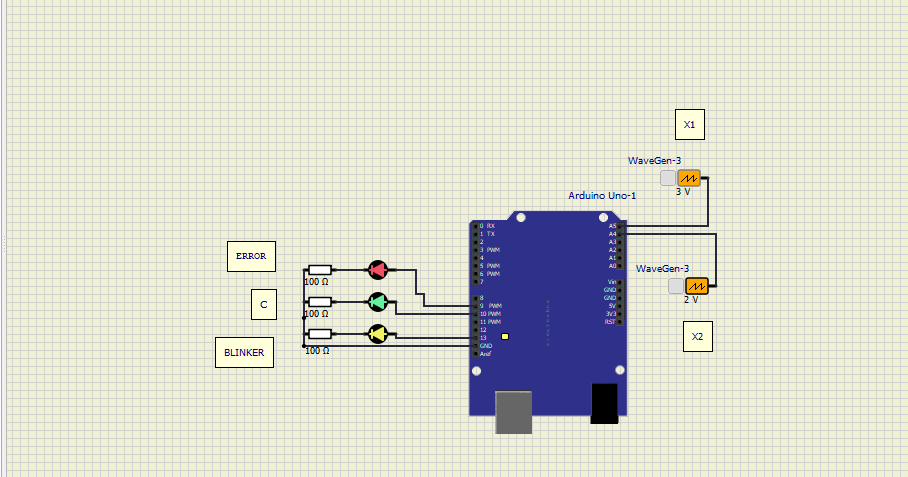 X1
WaveGen-3
3 V
Arduino Uno-1
0 RX
1 TX
2
3 PWM
4
5 PWM
6 PWM
7
8
9 PWM
10 PWM
11 PWM
12
13
GND
Aref
A5
A4
A3
A2
A1
A0
Vin
GND
GND
5V
3V3
RST
ERROR
100 Ω
C
100 Ω
BLINKER
100 Ω
WaveGen-3
2 V
X2